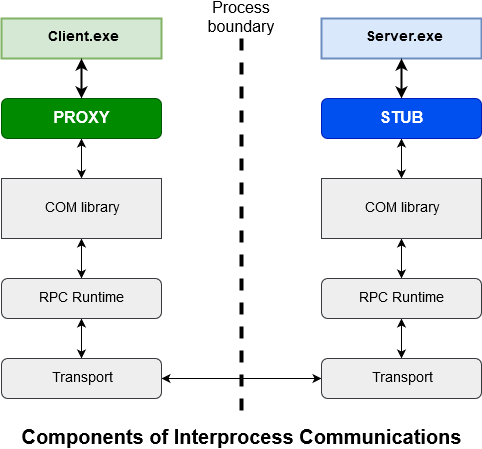 Process
boundary
Client.exe
Server.exe
PROXY
STUB
COM library
COM library
RPC Runtime
RPC Runtime
Transport
Transport
Components of Interprocess Communications